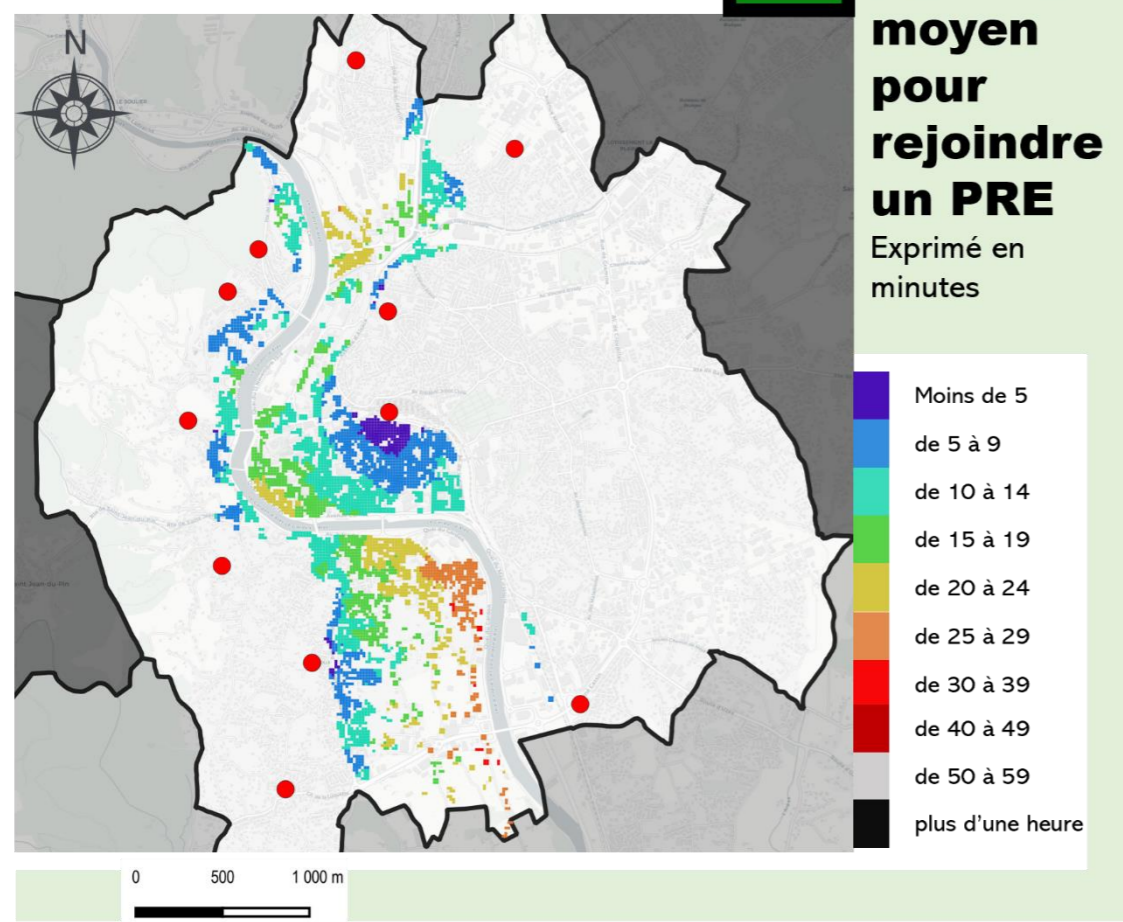 moyen
pour
rejoindre
un PRE
Exprimé en
minutes
N
Moins de 5
de 5 à 9
de 10 à 14
de 15 à 19
de 20 à 24
de 25 à 29
de 30 à 39
de 40 à 49
de 50 à 59
plus d'une heure
0 500 1 000 m